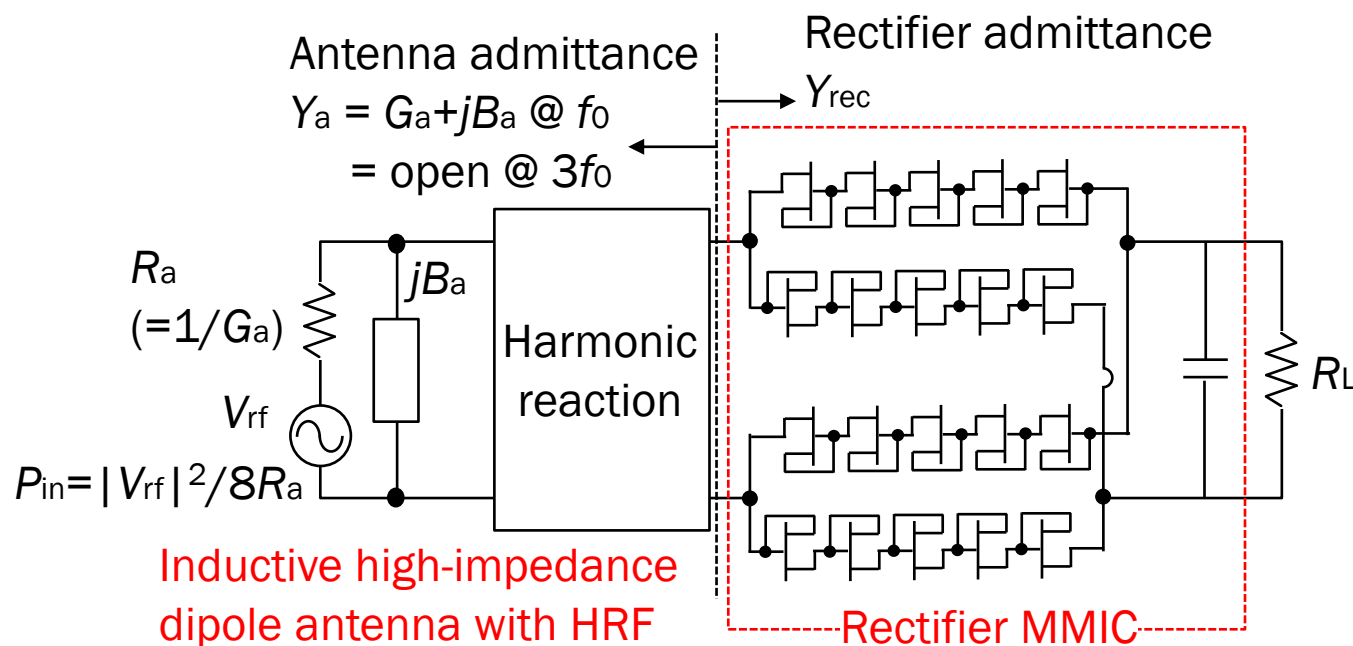 Antenna admittance
Ya = Ga+jBa @ f0
= open @ 3f0
Rectifier admittance
Yrec
Ra
(=1/Ga)
jBa
Harmonic
reaction
Vrf
Pin=|Vrf|²/8Ra
RL
Inductive high-impedance
dipole antenna with HRF
Rectifier MMIC